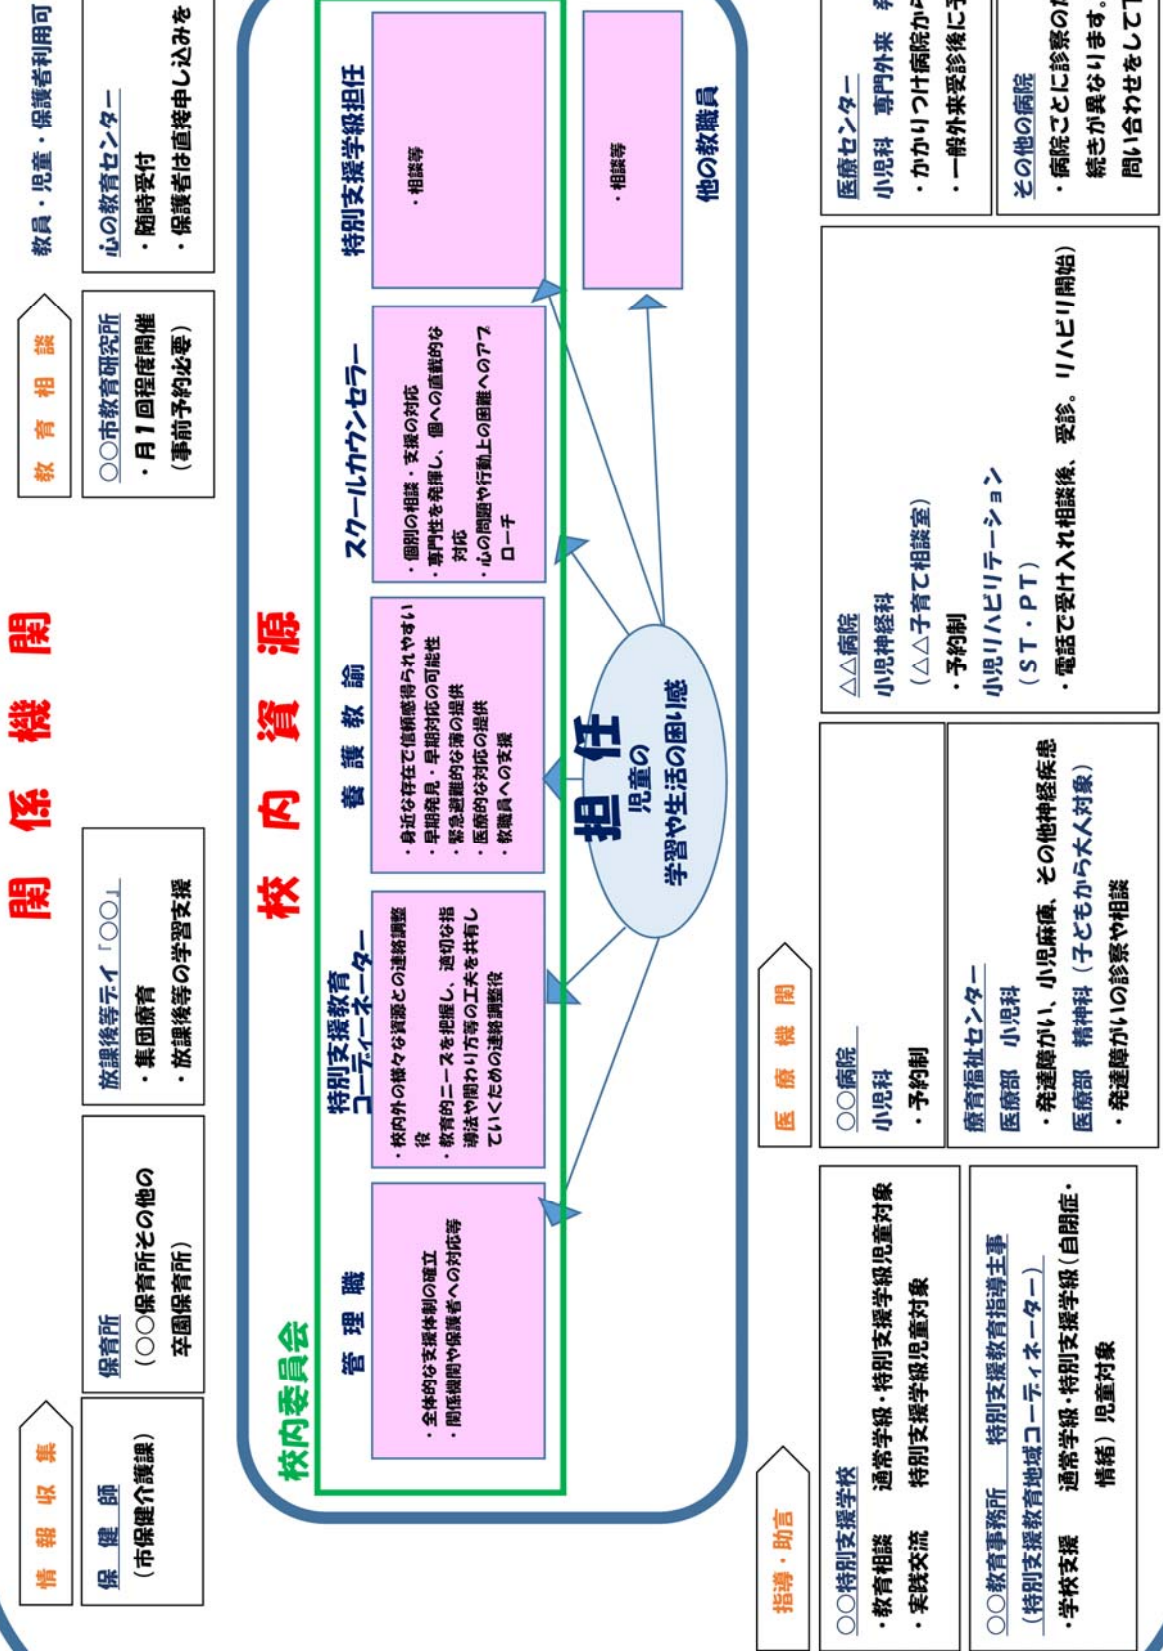 関係機関
情報収集
保健師
(市保健介護課)
保育所
(○○保育所その他の
卒園保育所)
放課後等デイ「○○」
・集団療育
・放課後等の学習支援
教育相談
教員・児童・保護者利用可
○○市教育研究所
・月1回程度開催
(事前予約必要)
心の教育センター
・随時受付
・保護者は直接申し込みを
校内資源
校内委員会
管理職
・全体的な支援体制の確立
・関係機関や保護者への対応等
特別支援教育
コーディネーター
・校内外の様々な資源との連絡調整
役
・教育的ニーズを把握し、適切な指
導法や関わり方等の工夫を共有し
ていくための連絡調整役
養護教諭
・身近な存在で信頼感得られやすい
・早期発見・早期対応の可能性
・緊急避難的な簿の提供
・医療的な対応の提供
・教職員への支援
スクールカウンセラー
・個別の相談・支援の対応
・専門性を発揮し、個への直截的な
対応
・心の問題や行動上の困難へのアプ
ローチ
特別支援学級担任
・相談等
担任
児童の
学習や生活の困り感
・相談等
他の教職員
指導・助言
○○特別支援学校
・教育相談 通常学級・特別支援学級児童対象
・実践交流 特別支援学級児童対象
○○教育事務所 特別支援教育指導主事
(特別支援教育地域コーディネーター)
・学校支援 通常学級・特別支援学級(自閉症・
情緒)児童対象
医療機関
○○病院
小児科
・予約制
療育福祉センター
医療部 小児科
・発達障がい、小児麻痺、その他神経疾患
医療部 精神科(子どもから大人対象)
・発達障がいの診察や相談
△△病院
小児神経科
(△△子育て相談室)
・予約制
小児リハビリテーション
(ST・PT)
・電話で受け入れ相談後、受診。リハビリ開始)
医療センター
小児科 専門外来
・かかりつけ病院から
・一般外来受診後に予
その他の病院
・病院ごとに診察の
続きが異なります。
問い合わせをして